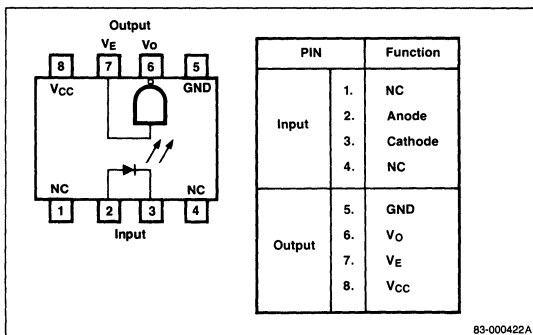 Output
VE VO
8 7 6 5
VCC GND
NC NC
1 2 3 4
Input
PIN Function
Input
1. NC
2. Anode
3. Cathode
4. NC
Output
5. GND
6. VO
7. VE
8. VCC
83-000422A